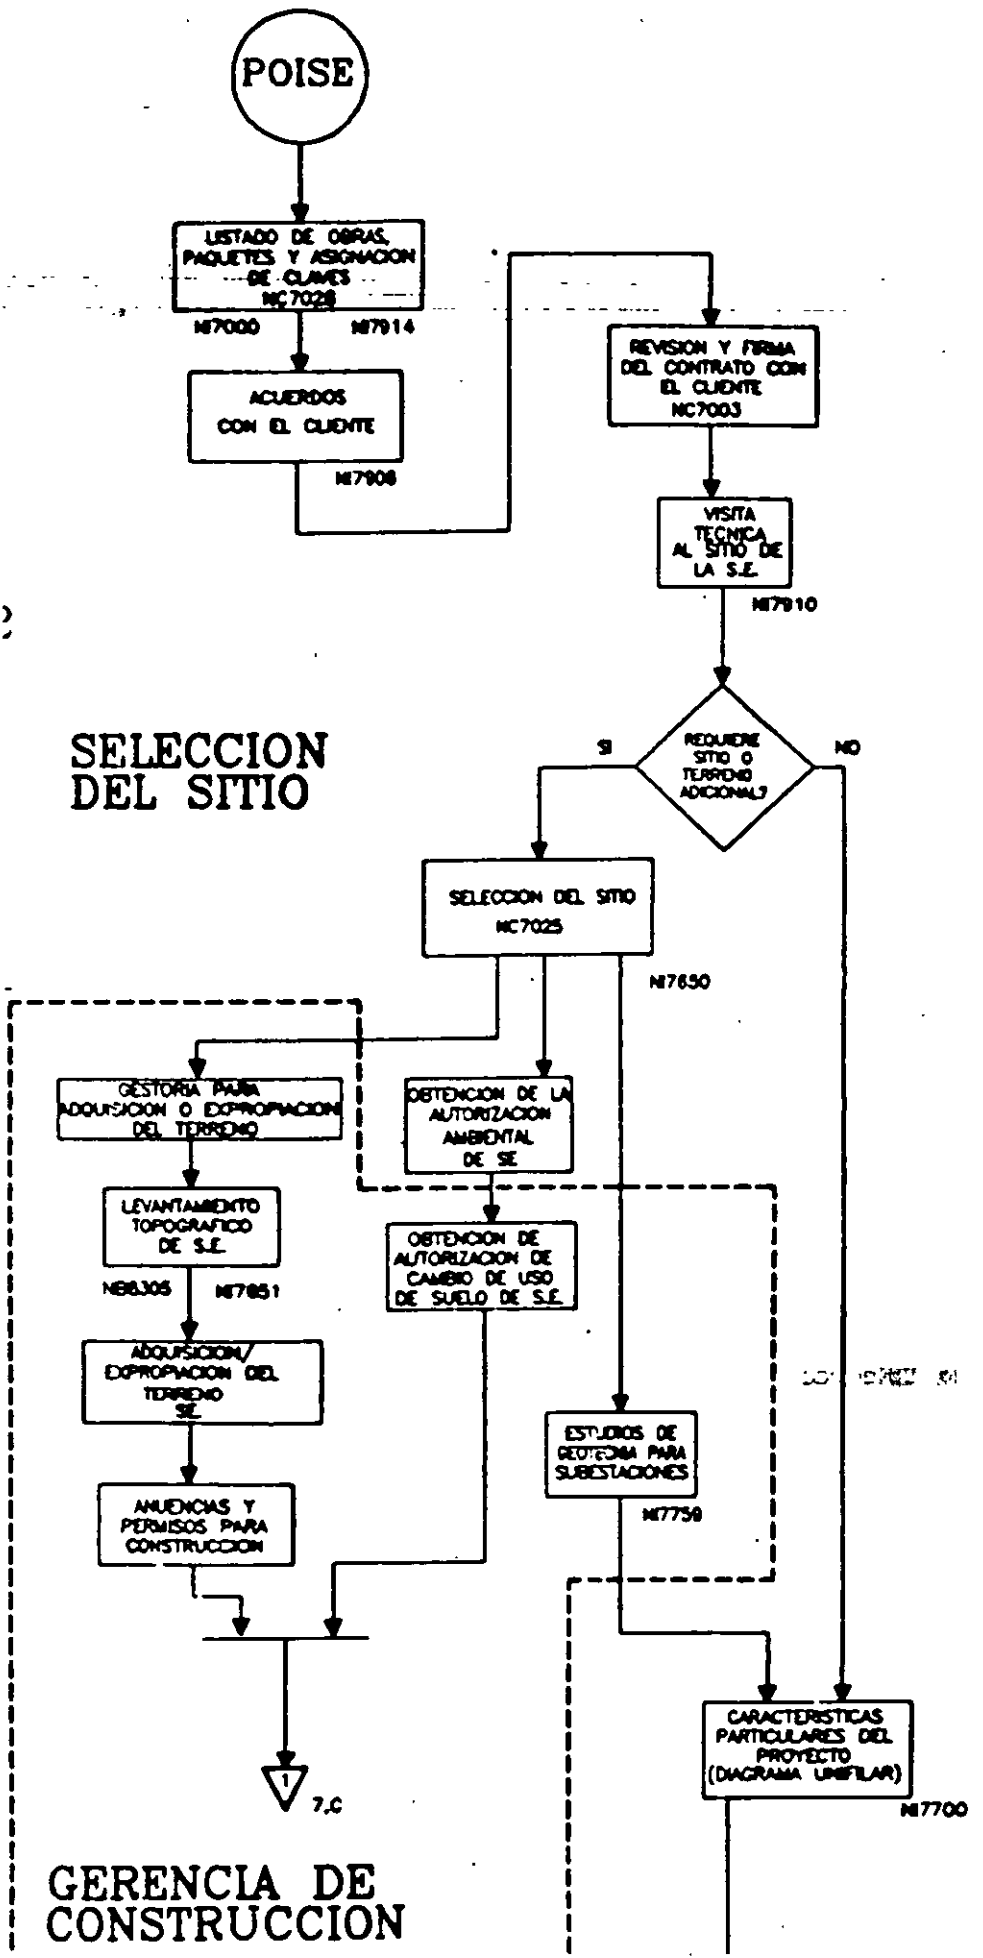 POISE
LISTADO DE OBRAS,
PAQUETES Y ASIGNACION
DE CLAVES
NC7026
NI7000 NI7914
ACUERDOS
CON EL CLIENTE
NI7908
REVISION Y FIRMA
DEL CONTRATO CON
EL CLIENTE
NC7003
VISITA
TECNICA
AL SITIO DE
LA S.E.
NI7910
SELECCION
DEL SITIO
REQUIERE
SITIO O
TERRENO
ADICIONAL?
SI
NO
SELECCION DEL SITIO
NC7025
NI7650
GESTORIA PARA
ADQUISICION O EXPROPIACION
DEL TERRENO
OBTENCION DE LA
AUTORIZACION
AMBIENTAL
DE SE
LEVANTAMIENTO
TOPOGRAFICO
DE S.E.
NI7651
OBTENCION DE
AUTORIZACION DE
CAMBIO DE USO
DE SUELO DE S.E.
ADQUISICION/
EXPROPIACION DEL
TERRENO
SE
ESTUDIOS DE
GEOTECNIA PARA
SUBESTACIONES
NI7759
ANUENCIAS Y
PERMISOS PARA
CONSTRUCCION
1
7,C
CARACTERISTICAS
PARTICULARES DEL
PROYECTO
(DIAGRAMA UNIFILAR)
NI7700
GERENCIA DE
CONSTRUCCION